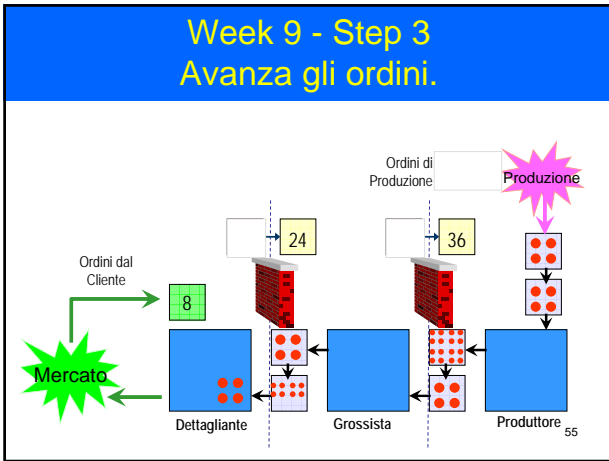 Week 9 - Step 3
Avanza gli ordini.
Ordini di
Produzione
Produzione
24
36
Ordini dal
Cliente
8
Mercato
Dettagliante
Grossista
Produttore
55